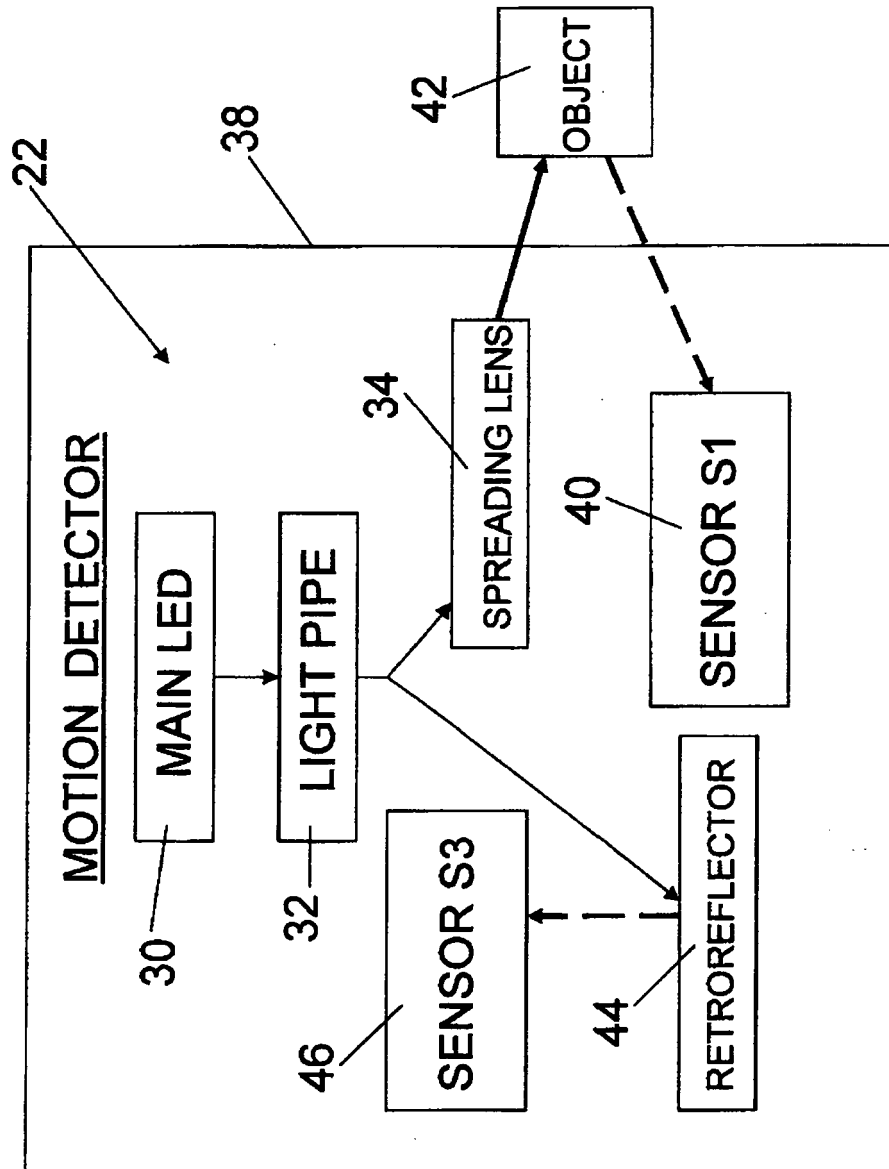 MOTION DETECTOR
22
38
30
MAIN LED
32
LIGHT PIPE
46
SENSOR S3
34
SPREADING LENS
42
OBJECT
44
RETROREFLECTOR
40
SENSOR S1